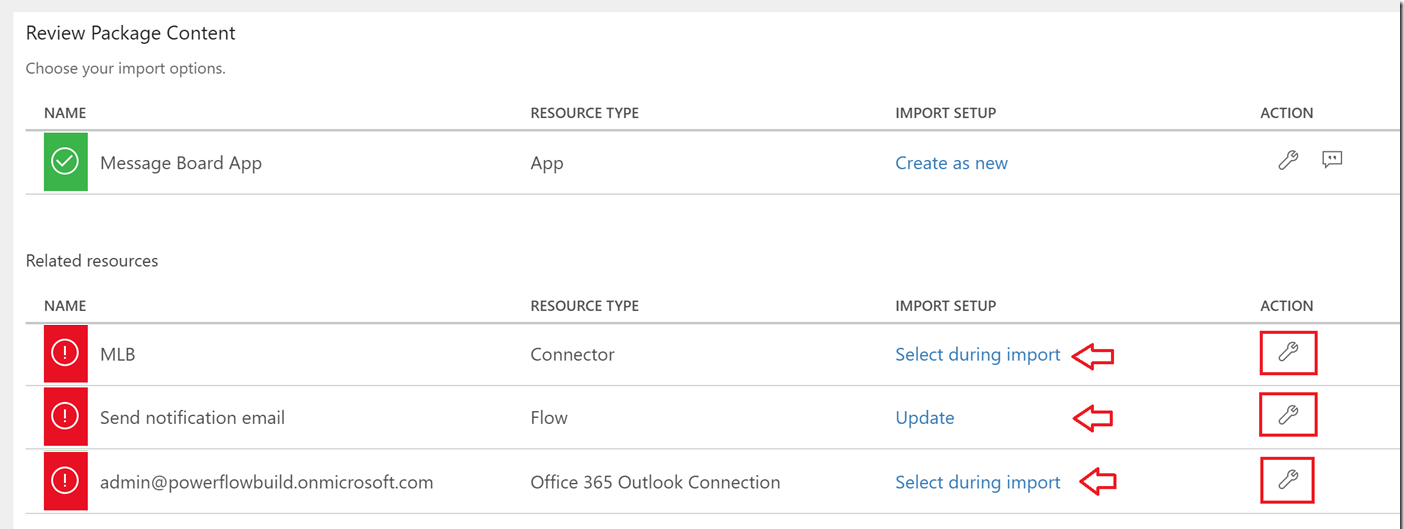 Review Package Content
Choose your import options.
NAME RESOURCE TYPE IMPORT SETUP ACTION
Message Board App App Create as new
Related resources
NAME RESOURCE TYPE IMPORT SETUP ACTION
MLB Connector Select during import
Send notification email Flow Update
admin@powerflowbuild.onmicrosoft.com Office 365 Outlook Connection Select during import